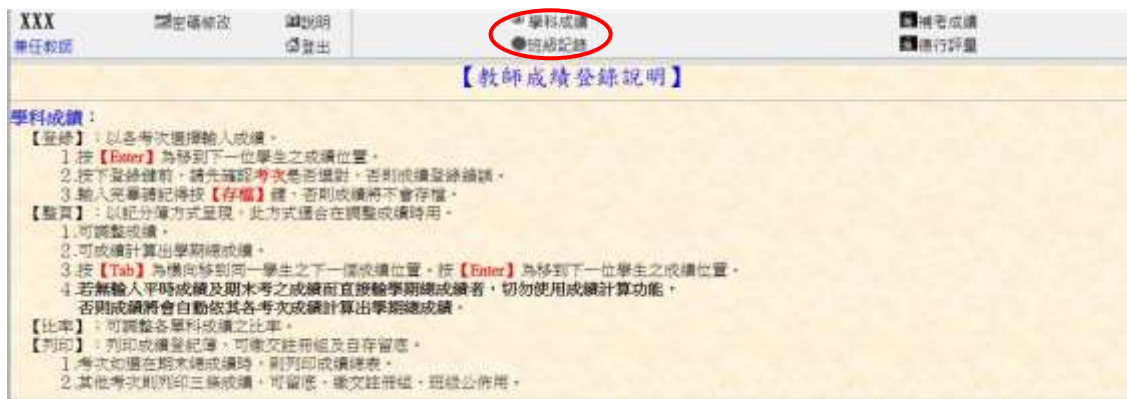 XXX 密碼修改 說明 學科成績 補考成績
兼任教師 登出 班級記錄 德行評量
【教師成績登錄說明】
學科成績：
【登錄】：以各考次選擇輸入成績。
1.按【Enter】為移到下一位學生之成績位置。
2.按下登錄鍵前，請先確認考次是否選對，否則成績登錄錯誤。
3.輸入完畢請記得按【存檔】鍵，否則成績將不會存檔。
【整頁】：以記分簿方式呈現，此方式適合在調整成績時用。
1.可調整成績。
2.可成績計算出學期總成績。
3.按【Tab】為橫向移到同一學生之下一個成績位置。按【Enter】為移到下一位學生之成績位置。
4.若無輸入平時成績及期末考之成績而直接輸學期總成績者，切勿使用成績計算功能，
否則成績將會自動依其各考次成績計算出學期總成績。
【比率】：可調整各單科成績之比率。
【列印】：列印成績登記簿，可繳交註冊組及自存留底。
1.考次如選在期末總成績時，則列印成績總表。
2.其他考次則列印三條成績，可留底、繳交註冊組、班級公佈用。